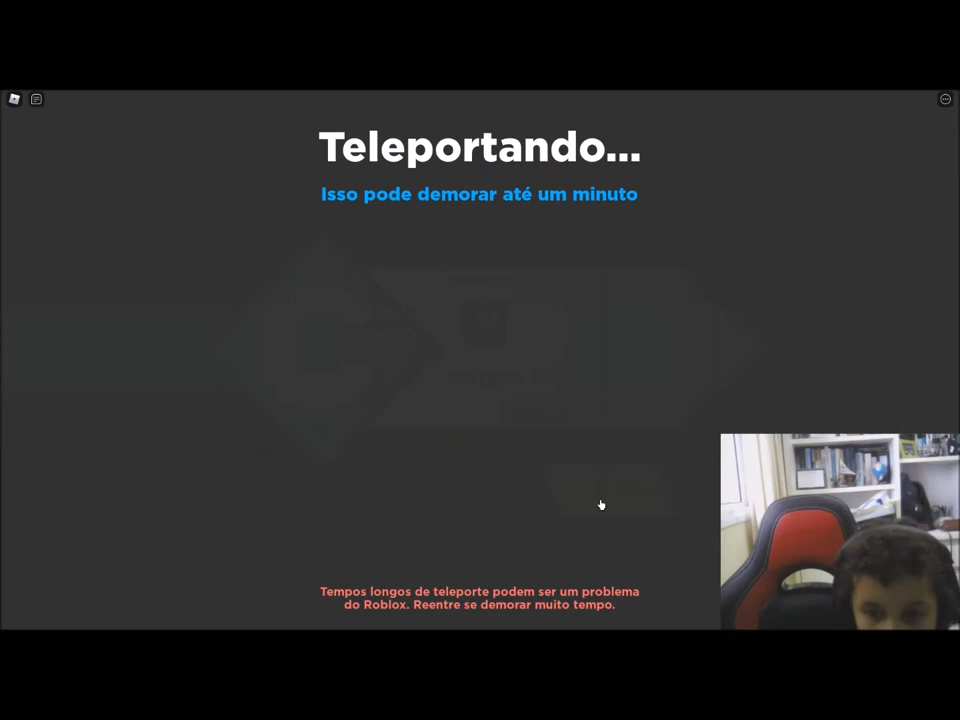 Teleportando...
Isso pode demorar até um minuto
Tempos longos de teleporte podem ser um problema
do Roblox. Reentre se demorar muito tempo.